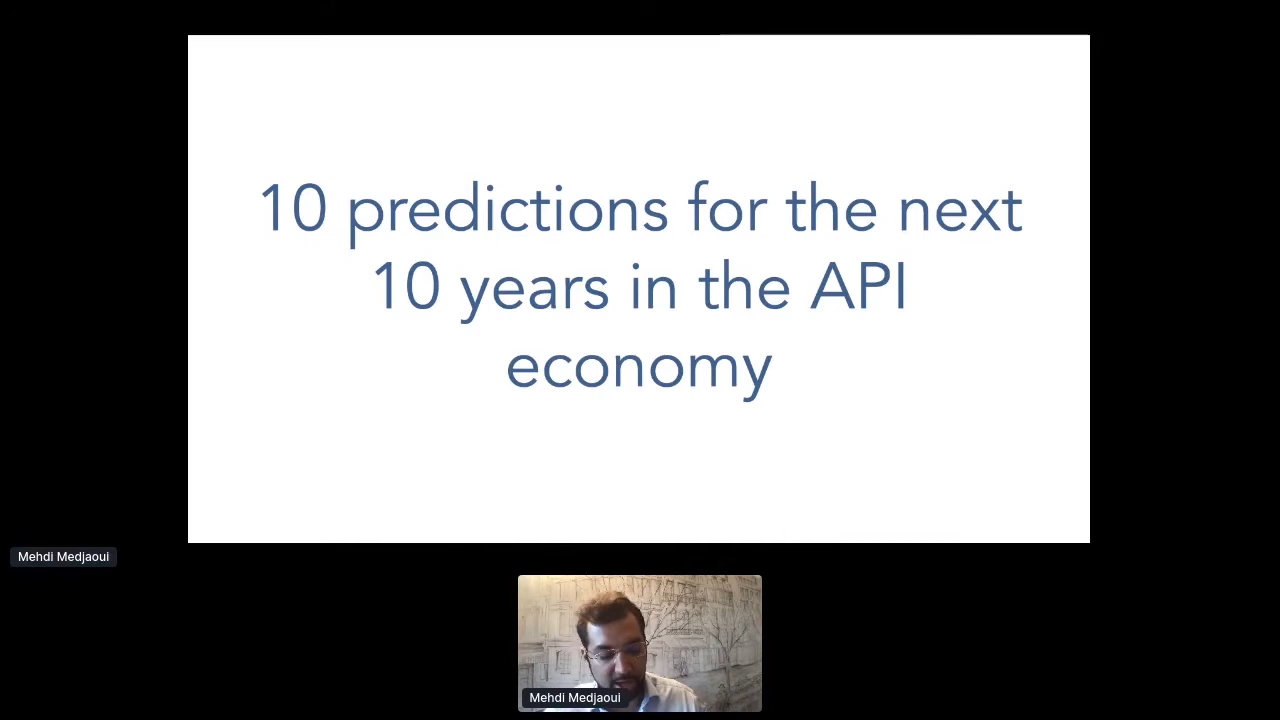 10 predictions for the next
10 years in the API
economy
Mehdi Medjaoui
Mehdi Medjaoui